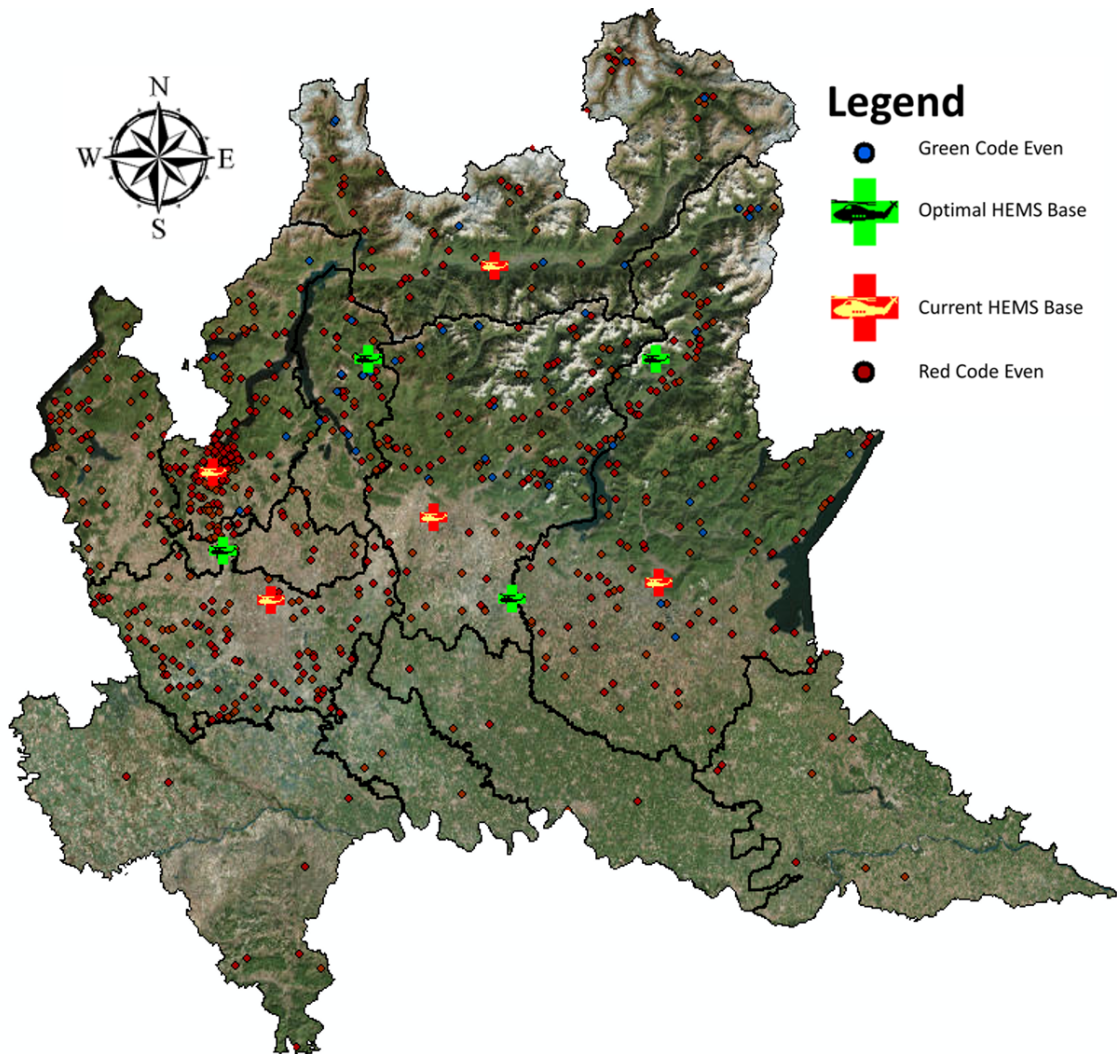 N
W E
S
Legend
Green Code Even
Optimal HEMS Base
Current HEMS Base
Red Code Even